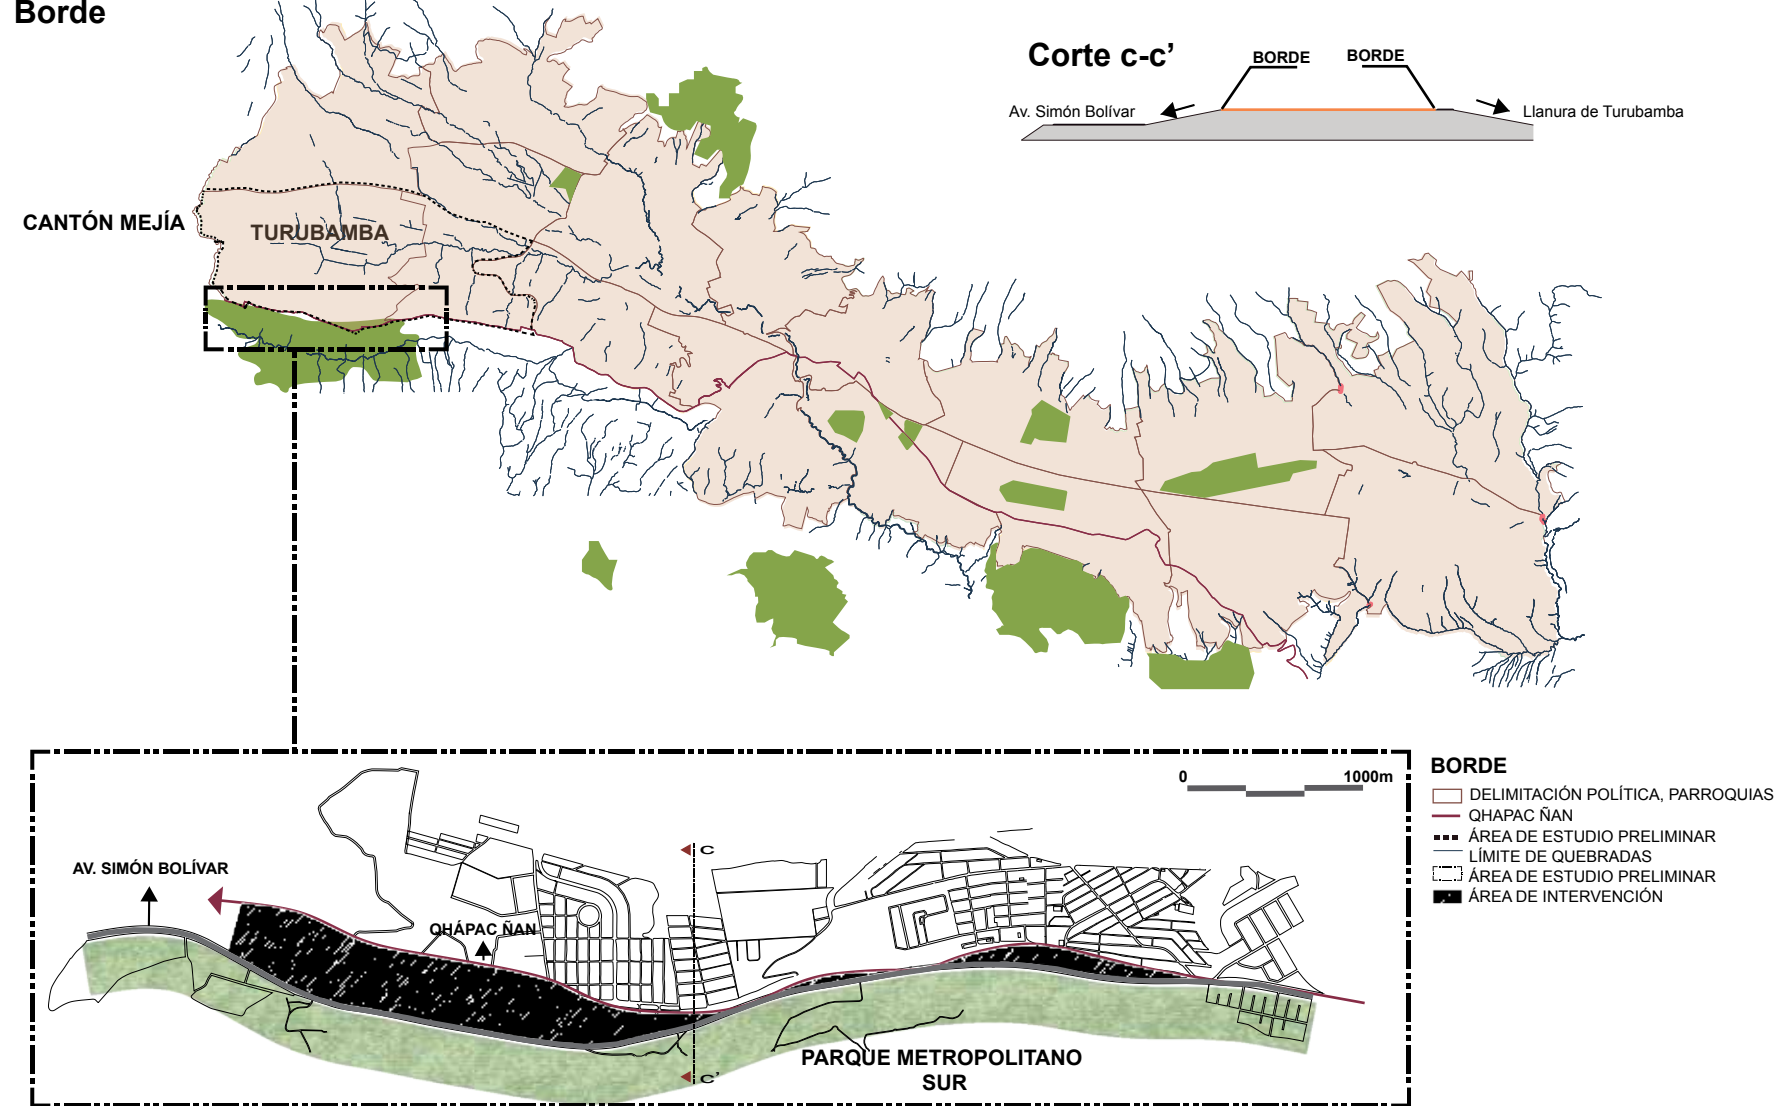 Borde
Corte c-c’
BORDE
BORDE
Av. Simón Bolívar
Llanura de Turubamba
CANTÓN MEJÍA
TURUBAMBA
0
1000m
AV. SIMÓN BOLÍVAR
QHÁPAC ÑAN
C
C'
PARQUE METROPOLITANO
SUR
BORDE
DELIMITACIÓN POLÍTICA, PARROQUIAS
QHAPAC ÑAN
ÁREA DE ESTUDIO PRELIMINAR
LÍMITE DE QUEBRADAS
ÁREA DE ESTUDIO PRELIMINAR
ÁREA DE INTERVENCIÓN